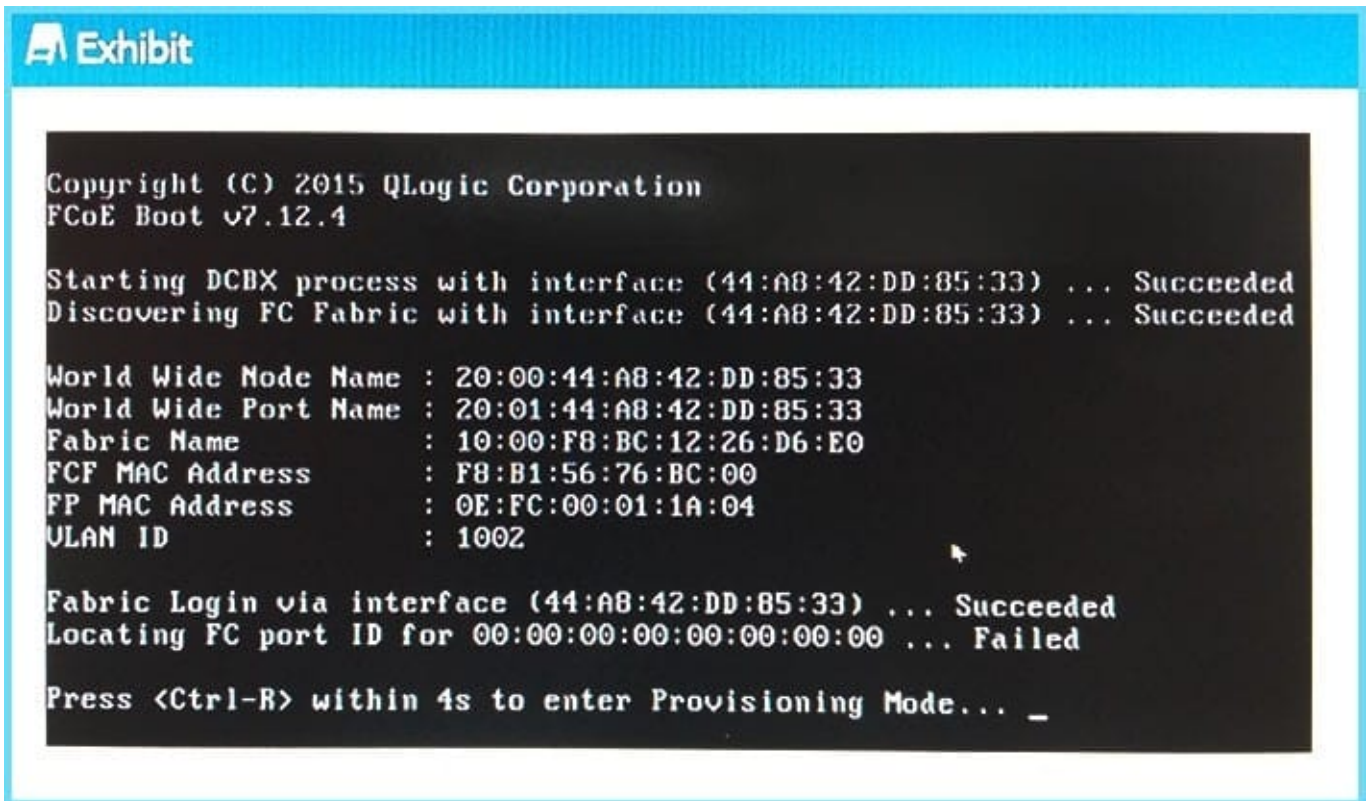 Exhibit
Copyright (C) 2015 QLogic Corporation
FCoE Boot v7.12.4
Starting DCBX process with interface (44:A8:42:DD:85:33) ... Succeeded
Discovering FC Fabric with interface (44:A8:42:DD:85:33) ... Succeeded
World Wide Node Name : 20:00:44:A8:42:DD:85:33
World Wide Port Name : 20:01:44:A8:42:DD:85:33
Fabric Name : 10:00:F8:BC:12:26:D6:E0
FCF MAC Address : F8:B1:56:76:BC:00
FP MAC Address : 0E:FC:00:01:1A:04
VLAN ID : 1002
Fabric Login via interface (44:A8:42:DD:85:33) ... Succeeded
Locating FC port ID for 00:00:00:00:00:00:00:00 ... Failed
Press <Ctrl-R> within 4s to enter Provisioning Mode... _